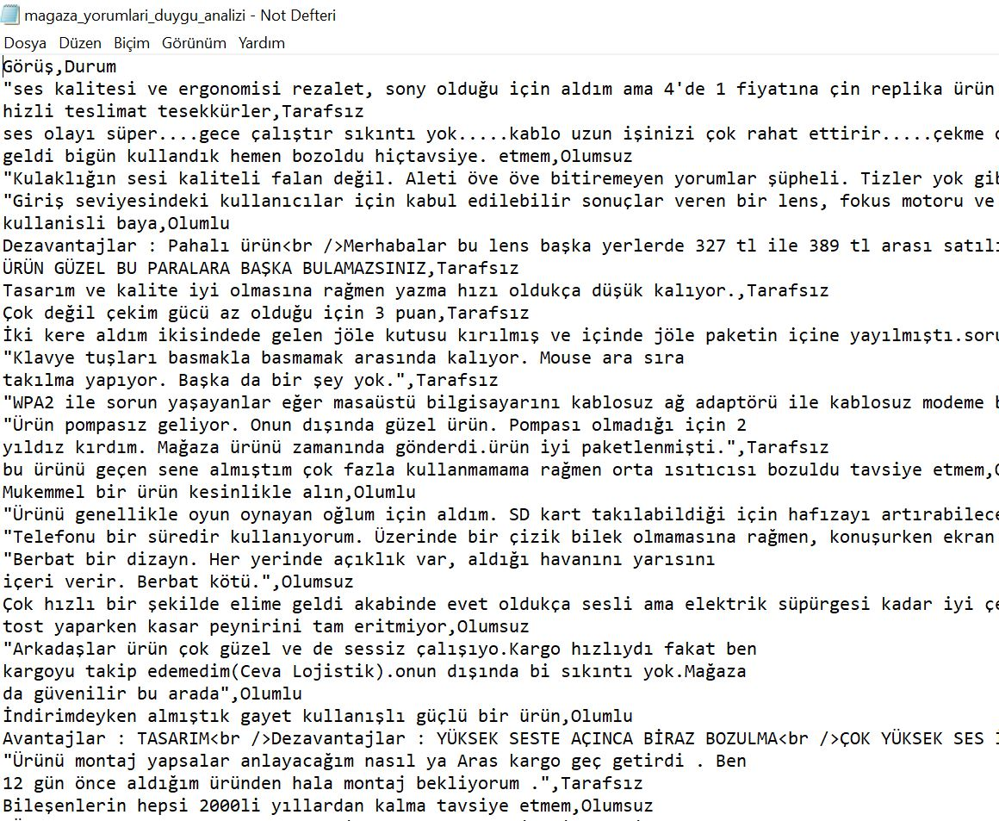 magaza_yorumlari_duygu_analizi - Not Defteri
Dosya Düzen Biçim Görünüm Yardım
Görüş,Durum
"ses kalitesi ve ergonomisi rezalet, sony olduğu için aldım ama 4'de 1 fiyatına çin replika ürün
hizli teslimat tesekkürler,Tarafsız
ses olayı süper....gece çalıştır sıkıntı yok.....kablo uzun işinizi çok rahat ettirir.....çekme
geldi bigün kullandık hemen bozoldu hiçtavsiye. etmem,Olumsuz
"Kulaklığın sesi kaliteli falan değil. Aleti öve öve bitiremeyen yorumlar şüpheli. Tizler yok
"Giriş seviyesindeki kullanıcılar için kabul edilebilir sonuçlar veren bir lens, fokus motoru ve
kullanisli baya,Olumlu
Dezavantajlar : Pahalı ürün<br />Merhabalar bu lens başka yerlerde 327 tl ile 389 tl arası
ÜRÜN GÜZEL BU PARALARA BAŞKA BULAMAZSINIZ,Tarafsız
Tasarım ve kalite iyi olmasına rağmen yazma hızı oldukça düşük kalıyor.,Tarafsız
Çok değil çekim gücü az olduğu için 3 puan,Tarafsız
İki kere aldım ikisindede gelen jöle kutusu kırılmış ve içinde jöle paketin içine yayılmıştı.
"Klavye tuşları basmakla basmamak arasında kalıyor. Mouse ara sıra
takılma yapıyor. Başka da bir şey yok.",Tarafsız
"WPA2 ile sorun yaşayanlar eğer masaüstü bilgisayarını kablosuz ağ adaptörü ile kablosuz modeme
"Ürün pompasız geliyor. Onun dışında güzel ürün. Pompası olmadığı için 2
yıldız kırdım. Mağaza ürünü zamanında gönderdi.ürün iyi paketlenmişti.",Tarafsız
bu ürünü geçen sene almıştım çok fazla kullanmamama rağmen orta ısıtıcısı bozuldu tavsiye etmem,
Mukemmel bir ürün kesinlikle alın,Olumlu
"Ürünü genellikle oyun oynayan oğlum için aldım. SD kart takılabildiği için hafızayı
"Telefonu bir süredir kullanıyorum. Üzerinde bir çizik bilek olmamasına rağmen, konuşurken ekran
"Berbat bir dizayn. Her yerinde açıklık var, aldığı havanını yarısını
içeri verir. Berbat kötü.",Olumsuz
Çok hızlı bir şekilde elime geldi akabinde evet oldukça sesli ama elektrik süpürgesi kadar iyi
tost yaparken kasar peynirini tam eritmiyor,Olumsuz
"Arkadaşlar ürün çok güzel ve de sessiz çalışıyo.Kargo hızlıydı fakat ben
kargoyu takip edemedim(Ceva Lojistik).onun dışında bi sıkıntı yok.Mağaza
da güvenilir bu arada",Olumlu
İndirimdeyken almıştık gayet kullanışlı güçlü bir ürün,Olumlu
Avantajlar : TASARIM<br />Dezavantajlar : YÜKSEK SESTE AÇINCA BİRAZ BOZULMA<br />ÇOK YÜKSEK SES
"Ürünü montaj yapsalar anlayacağım nasıl ya Aras kargo geç getirdi . Ben
12 gün önce aldığım üründen hala montaj bekliyorum .",Tarafsız
Bileşenlerin hepsi 2000li yıllardan kalma tavsiye etmem,Olumsuz